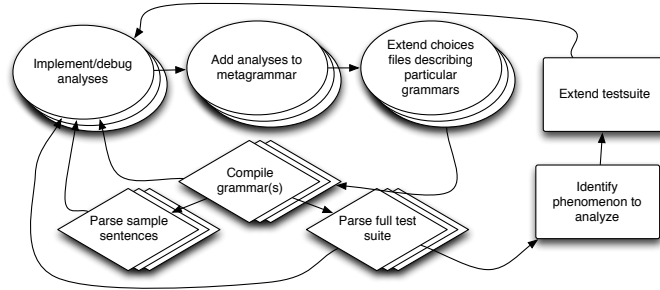 Implement/debug
analyses
Add analyses to
metagrammar
Extend choices
files describing
particular
grammars
Extend testsuite
Compile
grammar(s)
Identify
phenomenon to
analyze
Parse sample
sentences
Parse full test
suite